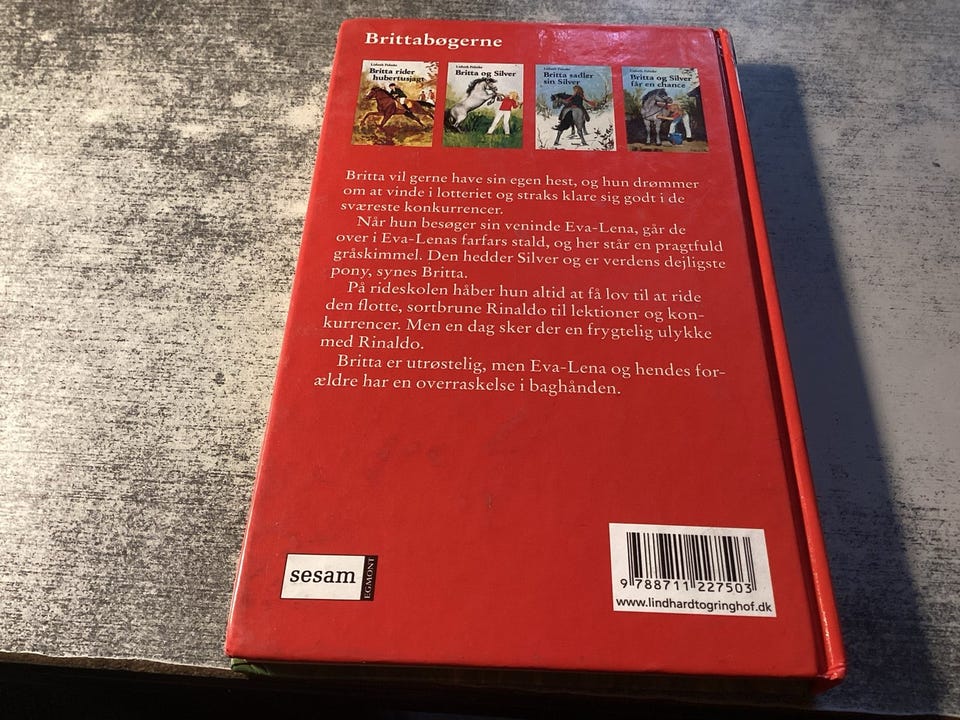 Brittabøgerne
Lisbeth Pahnke
Britta rider
hubertusjagt
Lisbeth Pahnke
Britta og Silver
Lisbeth Pahnke
Britta sadler
sin Silver
Lisbeth Pahnke
Britta og Silver
får en chance
Britta vil gerne have sin egen hest, og hun drømmer
om at vinde i lotteriet og straks klare sig godt i de
sværeste konkurrencer.
Når hun besøger sin veninde Eva-Lena, går de
over i Eva-Lenas farfars stald, og her står en pragtfuld
gråskimmel. Den hedder Silver og er verdens dejligste
pony, synes Britta.
På rideskolen håber hun altid at få lov til at ride
den flotte, sortbrune Rinaldo til lektioner og kon-
kurrencer. Men en dag sker der en frygtelig ulykke
med Rinaldo.
Britta er utrøstelig, men Eva-Lena og hendes for-
ældre har en overraskelse i baghånden.
sesam
EGMONT
9 788711 227503
www.lindhardtogringhof.dk